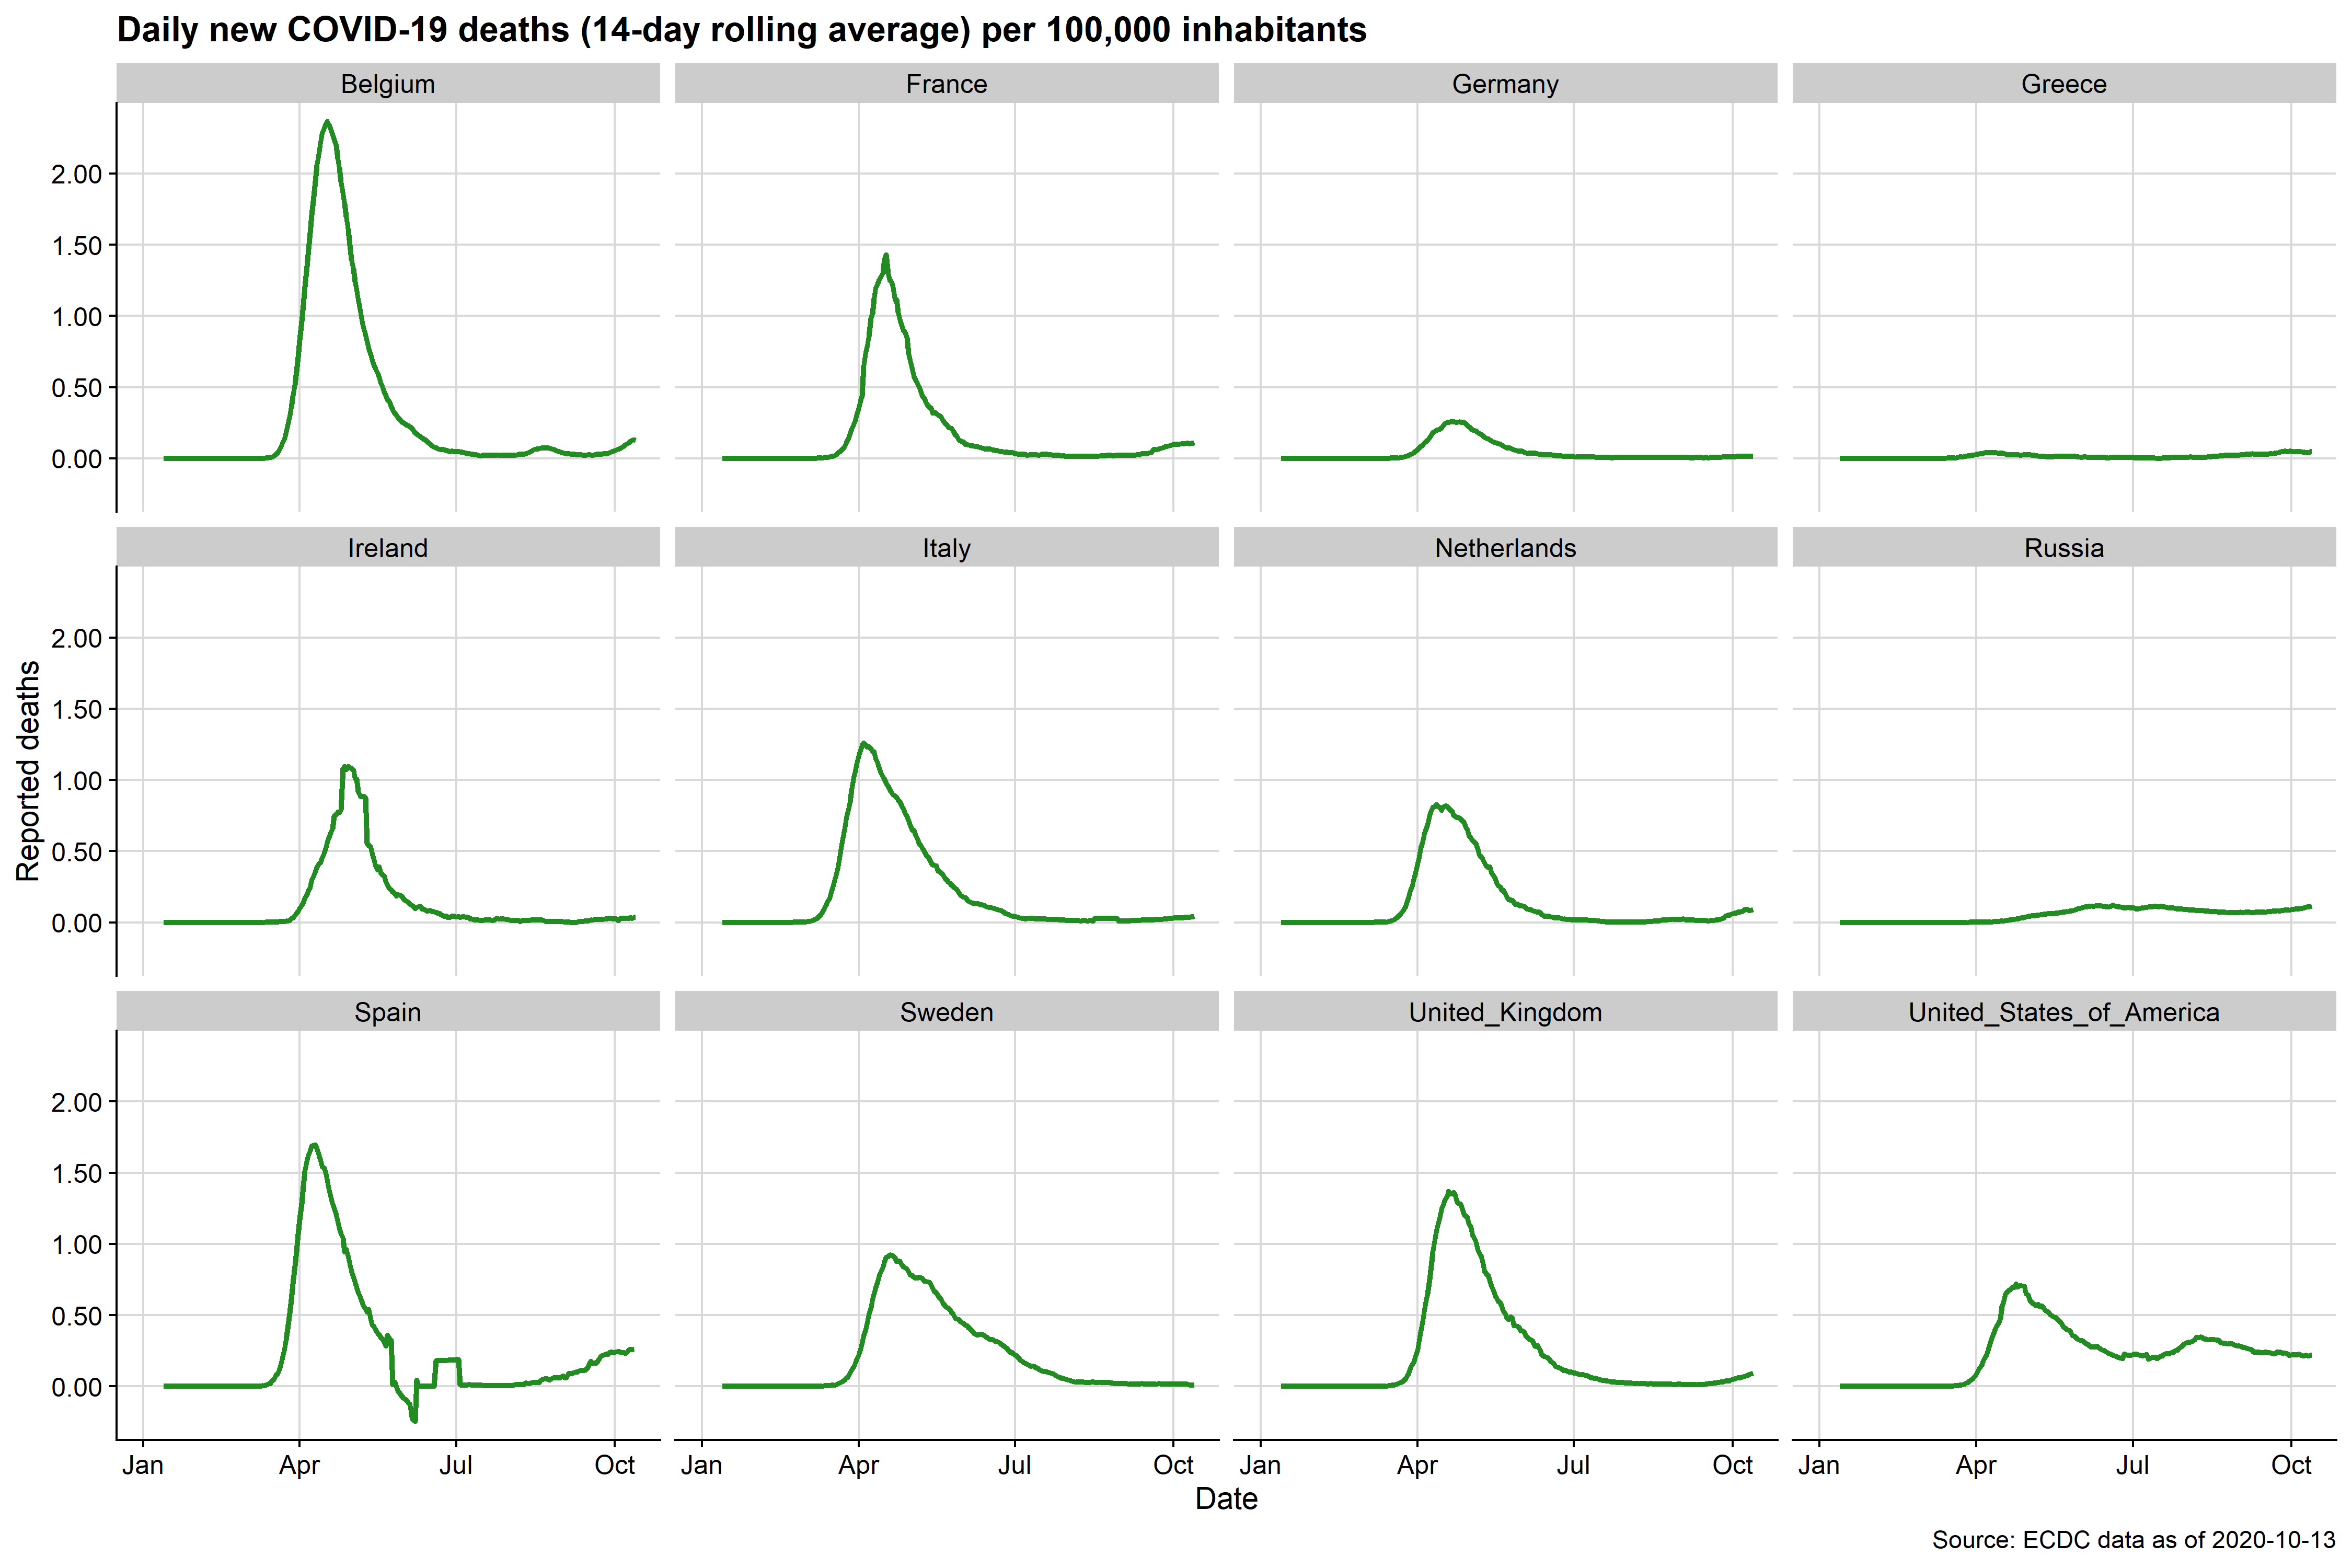 Daily new COVID-19 deaths (14-day rolling average) per 100,000 inhabitants
Belgium France Germany Greece
2.00
1.50
1.00
0.50
0.00
Ireland Italy Netherlands Russia
2.00
1.50
1.00
0.50
0.00
Reported deaths
Spain Sweden United_Kingdom United_States_of_America
2.00
1.50
1.00
0.50
0.00
Jan Apr Jul Oct Jan Apr Jul Oct Jan Apr Jul Oct Jan Apr Jul Oct
Date
Source: ECDC data as of 2020-10-13